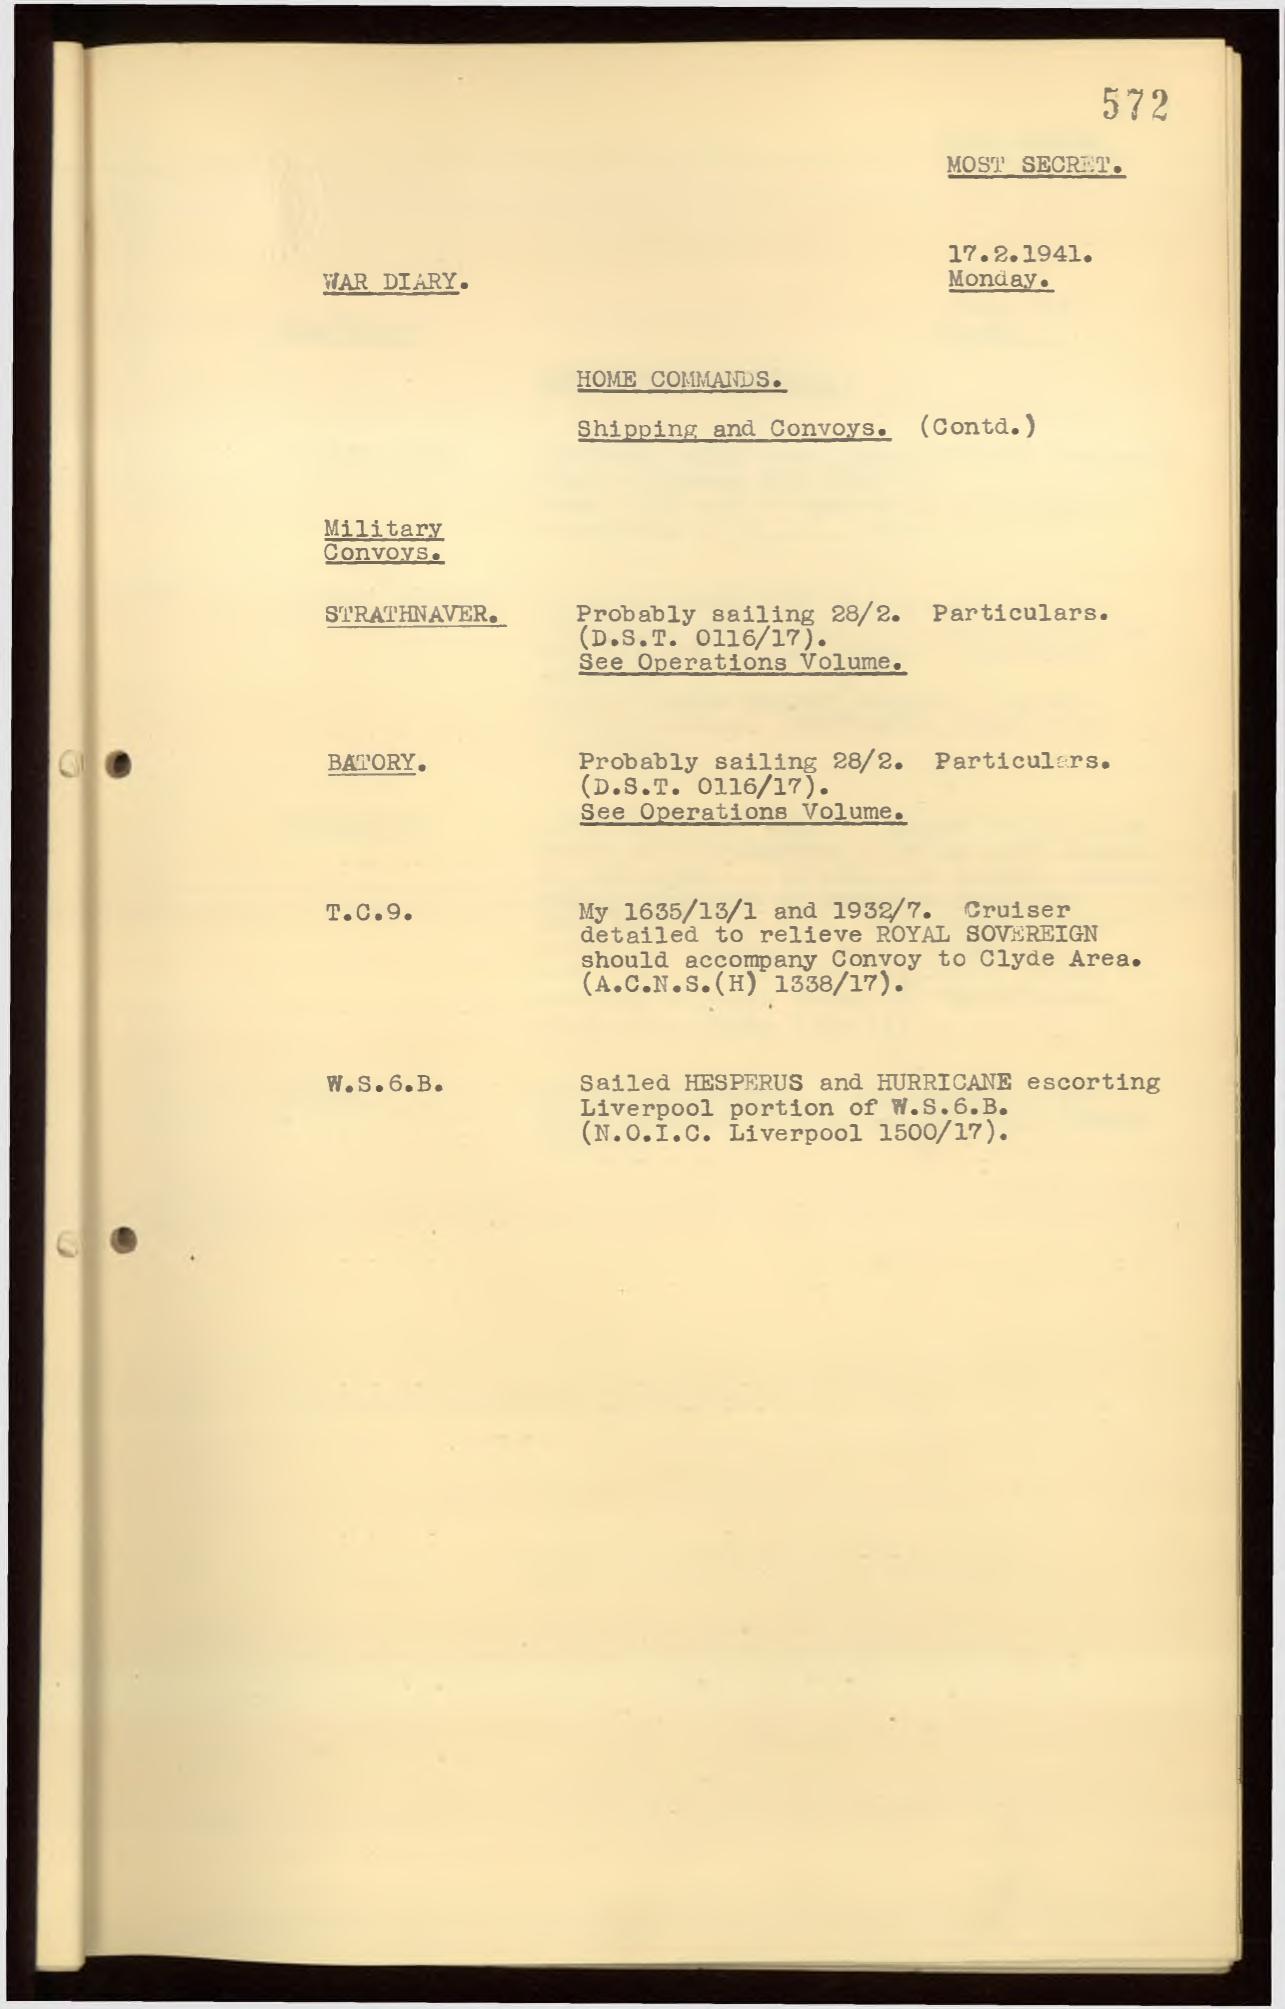 572
MOST SECRET.
17.2.1941.
WAR DIARY.
Monday.
HOME COMMANDS.
Shipping and Convoys. (Contd.)
Military
Convoys.
STRATHNAVER. Probably sailing 28/2. Particulars.
(D.S.T. 0116/17).
See Operations Volume.
BATORY. Probably sailing 28/2. Particulars.
(D.S.T. 0116/17).
See Operations Volume.
T.C.9. My 1635/13/1 and 1932/7. Cruiser
detailed to relieve ROYAL SOVEREIGN
should accompany Convoy to Clyde Area.
(A.C.N.S.(H) 1338/17).
W.S.6.B. Sailed HESPERUS and HURRICANE escorting
Liverpool portion of W.S.6.B.
(N.O.I.C. Liverpool 1500/17).